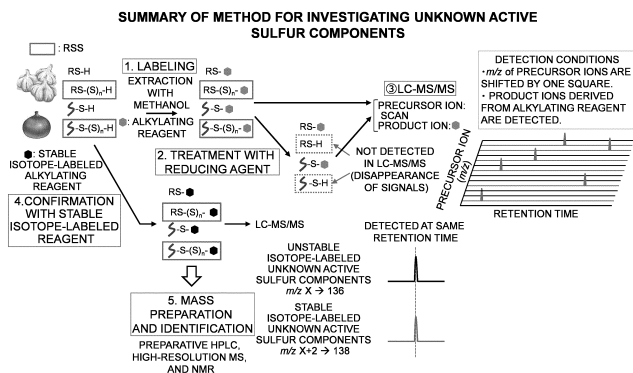 SUMMARY OF METHOD FOR INVESTIGATING UNKNOWN ACTIVE
SULFUR COMPONENTS
: RSS
1. LABELING
EXTRACTION
WITH
METHANOL
: ALKYLATING
REAGENT
RS-H
RS-(S)n-H
S-S-H
S-S-(S)n-H
RS-
RS-(S)n-
S-S-
S-S-(S)n-
③LC-MS/MS
PRECURSOR ION:
SCAN
PRODUCT ION:
DETECTION CONDITIONS
• m/z OF PRECURSOR IONS ARE
SHIFTED BY ONE SQUARE.
• PRODUCT IONS DERIVED
FROM ALKYLATING REAGENT
ARE DETECTED.
: STABLE
ISOTOPE-LABELED
ALKYLATING
REAGENT
2. TREATMENT WITH
REDUCING AGENT
RS-
RS-H
S-S-
S-S-H
NOT DETECTED
IN LC-MS/MS
(DISAPPEARANCE
OF SIGNALS)
PRECURSOR ION
(m/z)
RETENTION TIME
4.CONFIRMATION
WITH STABLE
ISOTOPE-LABELED
REAGENT
RS-
RS-(S)n-
S-S-
S-S-(S)n-
LC-MS/MS
DETECTED AT SAME
RETENTION TIME
UNSTABLE
ISOTOPE-LABELED
UNKNOWN ACTIVE
SULFUR COMPONENTS
m/z X → 136
5. MASS
PREPARATION
AND IDENTIFICATION
PREPARATIVE HPLC,
HIGH-RESOLUTION MS,
AND NMR
STABLE
ISOTOPE-LABELED
UNKNOWN ACTIVE
SULFUR COMPONENTS
m/z X+2 → 138